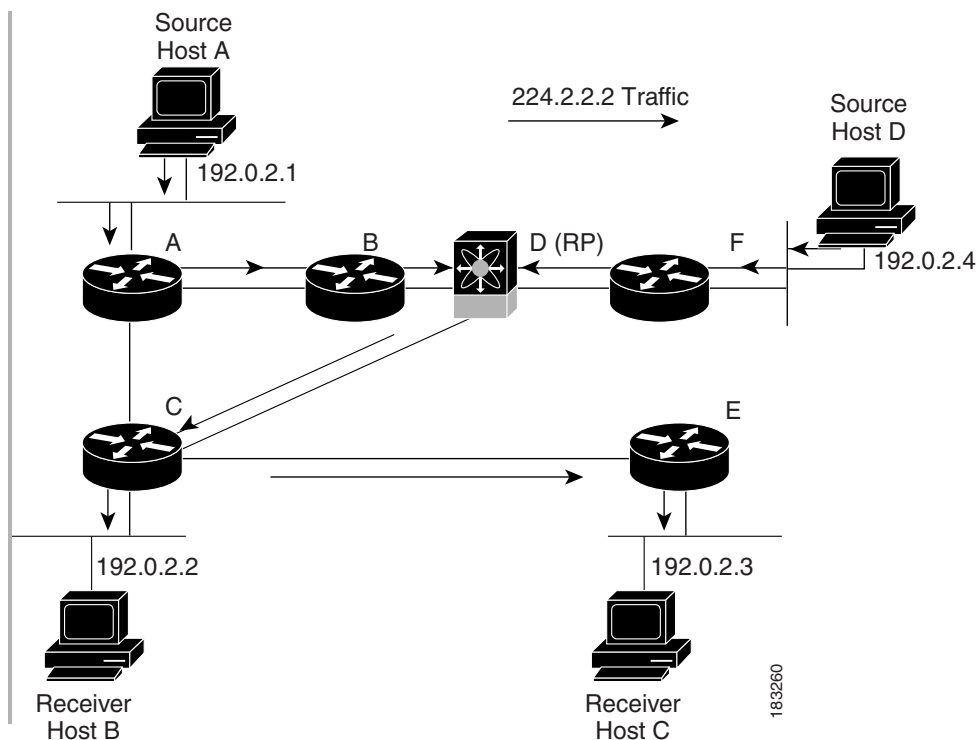 Source
Host A
224.2.2.2 Traffic
Source
Host D
192.0.2.1
A
B
D (RP)
F
192.0.2.4
C
E
192.0.2.2
192.0.2.3
Receiver
Host B
Receiver
Host C
183260